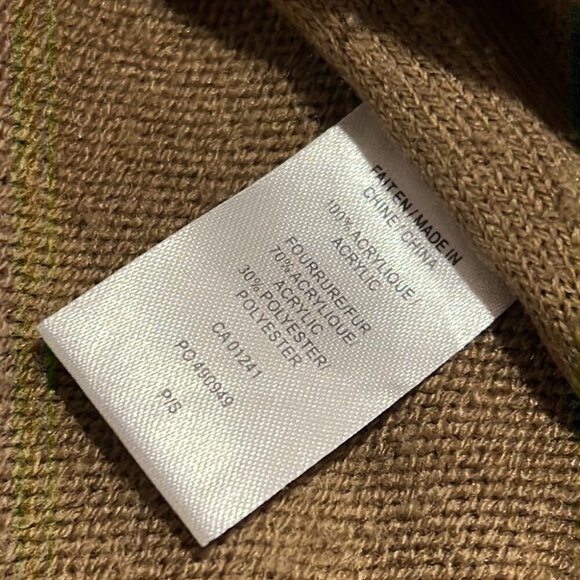 FAIT EN / MADE IN
CHINE / CHINA
100% ACRYLIQUE /
ACRYLIC
FOURRURE/FUR
70% ACRYLIQUE
ACRYLIC
30% POLYESTER/
POLYESTER
CA 01241
PO 490949
P/S